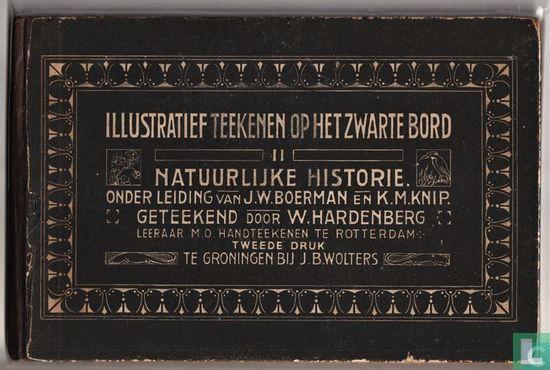 ILLUSTRATIEF TEEKENEN OP HET ZWARTE BORD
II
NATUURLIJKE HISTORIE.
ONDER LEIDING VAN J.W. BOERMAN EN K.M. KNIP.
GETEEKEND DOOR W. HARDENBERG
LEERAAR M.O. HANDTEEKENEN TE ROTTERDAM
TWEEDE DRUK
TE GRONINGEN BIJ J.B. WOLTERS
Catawiki